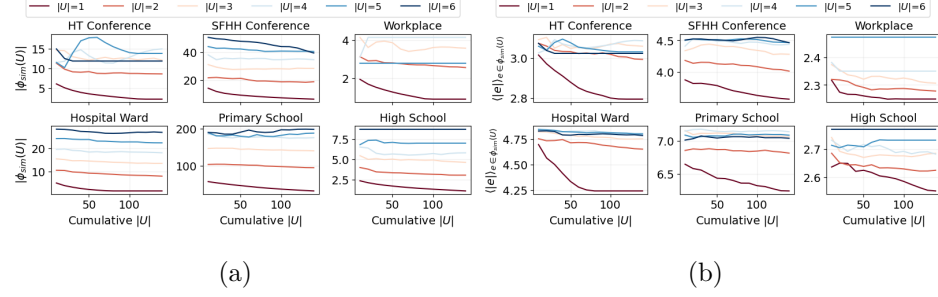 |U|=1 |U|=2 |U|=3 |U|=4 |U|=5 |U|=6
HT Conference SFHH Conference Workplace
|ϕsim(U)|
15
10
5
40
20
4
2
Hospital Ward Primary School High School
|ϕsim(U)|
20
10
200
100
7.5
5.0
2.5
50 100 50 100 50 100
Cumulative |U| Cumulative |U| Cumulative |U|
(a)
|U|=1 |U|=2 |U|=3 |U|=4 |U|=5 |U|=6
HT Conference SFHH Conference Workplace
⟨|e|⟩e ∈ ϕsim(U)
3.0
2.8
4.5
4.0
2.4
2.3
Hospital Ward Primary School High School
⟨|e|⟩e ∈ ϕsim(U)
4.75
4.50
4.25
7.0
6.5
2.7
2.6
50 100 50 100 50 100
Cumulative |U| Cumulative |U| Cumulative |U|
(b)